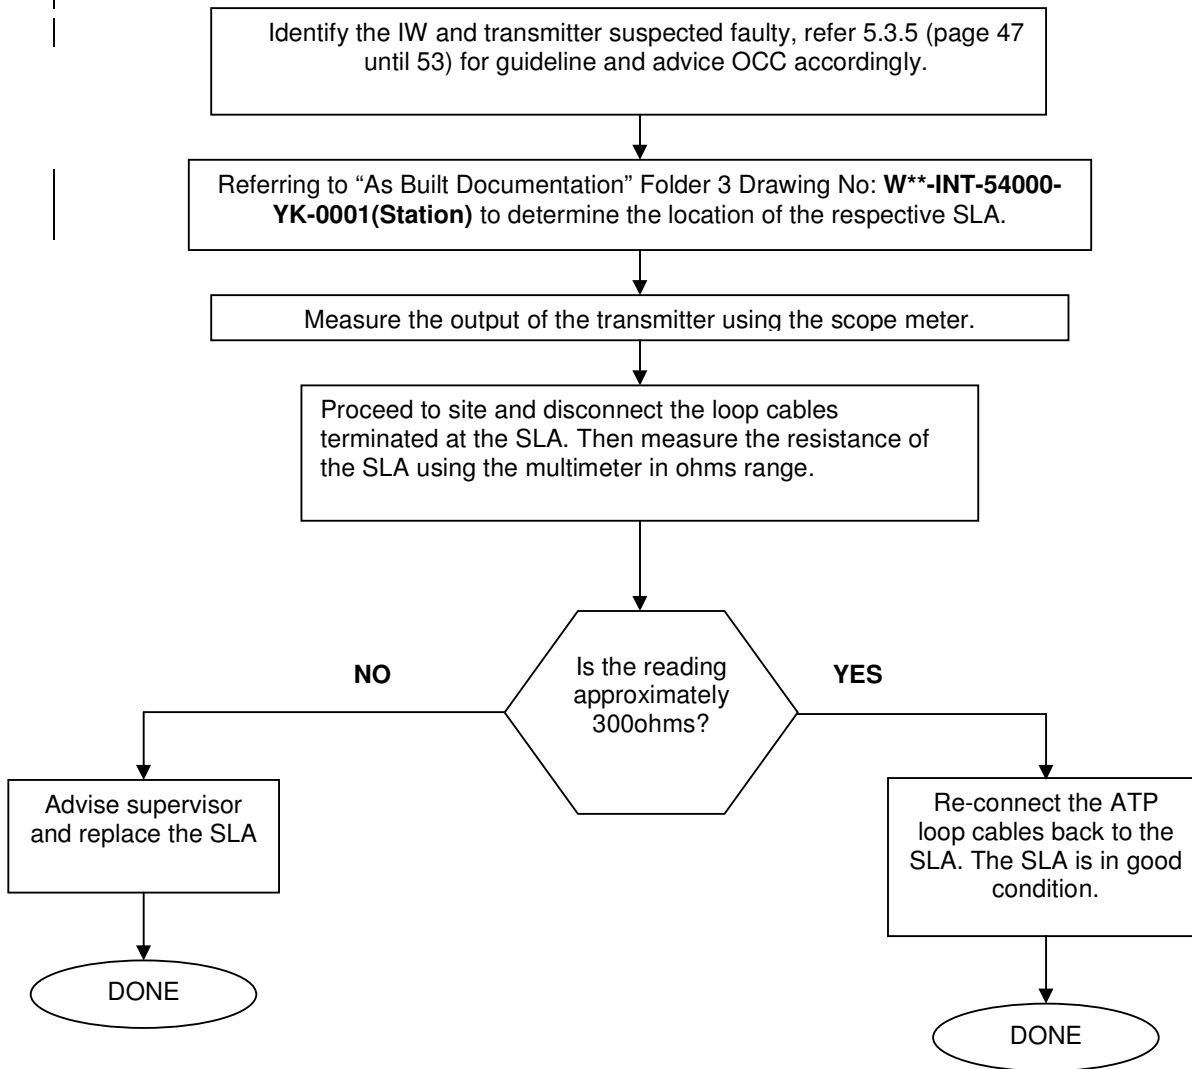 Identify the IW and transmitter suspected faulty, refer 5.3.5 (page 47
until 53) for guideline and advice OCC accordingly.
Referring to “As Built Documentation” Folder 3 Drawing No: W**-INT-54000-
YK-0001(Station) to determine the location of the respective SLA.
Measure the output of the transmitter using the scope meter.
Proceed to site and disconnect the loop cables
terminated at the SLA. Then measure the resistance of
the SLA using the multimeter in ohms range.
Is the reading
approximately
300ohms?
NO
YES
Advise supervisor
and replace the SLA
Re-connect the ATP
loop cables back to the
SLA. The SLA is in good
condition.
DONE
DONE